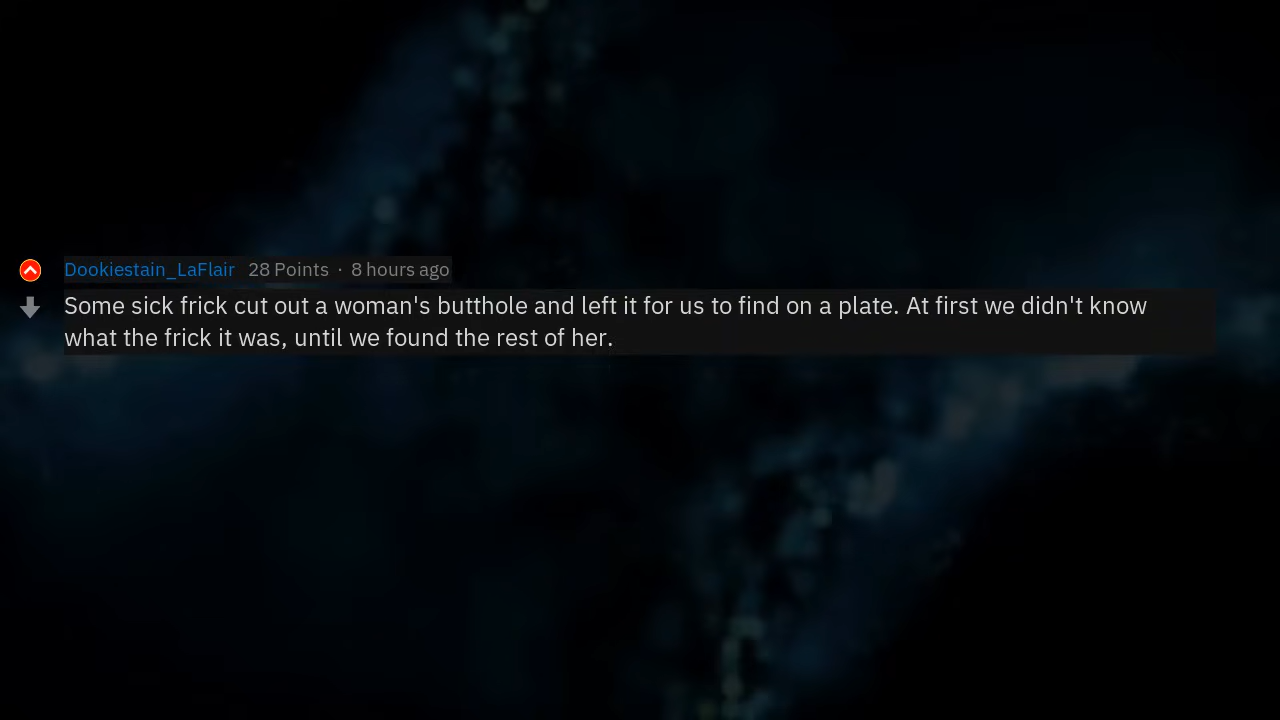 Dookiestain_LaFlair 28 Points · 8 hours ago
Some sick frick cut out a woman's butthole and left it for us to find on a plate. At first we didn't know
what the frick it was, until we found the rest of her.